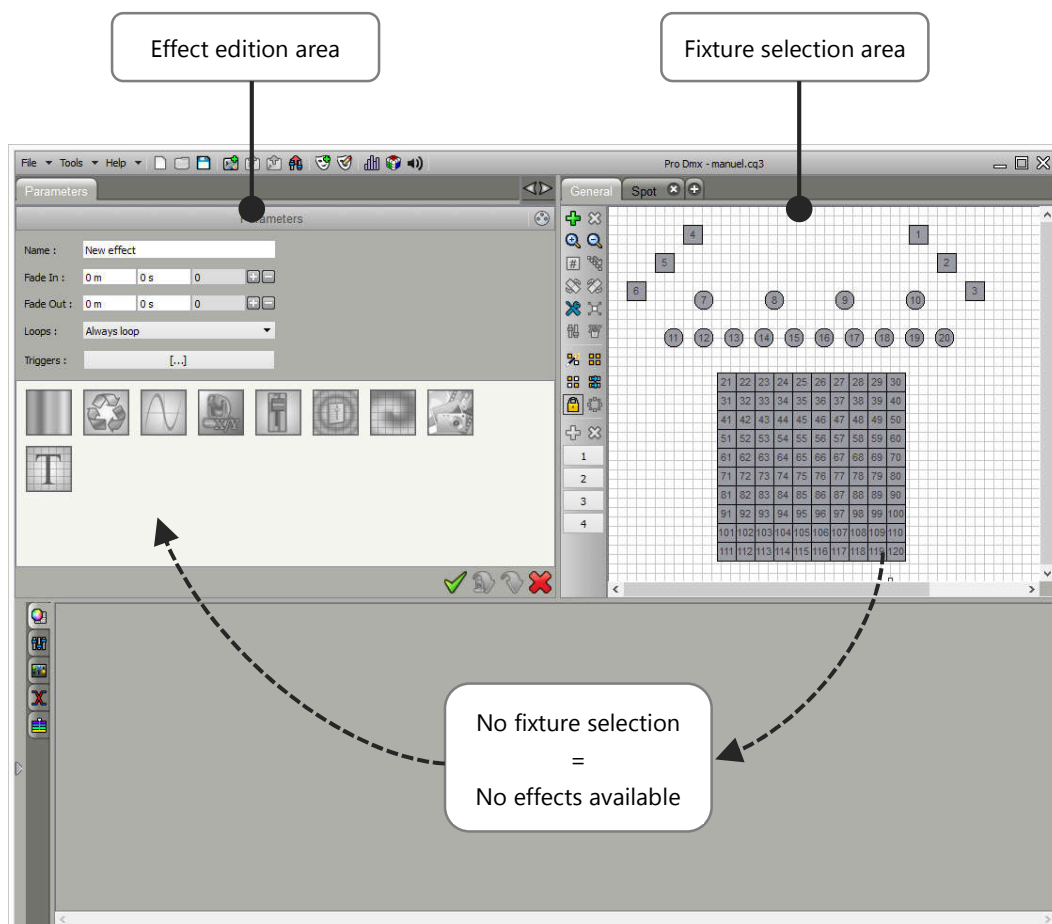 Effect edition area
Fixture selection area
File Tools Help
Pro Dmx - manuel.cq3
Parameters
General Spot
Parameters
Name : New effect
Fade In : 0 m 0 s 0
Fade Out : 0 m 0 s 0
Loops : Always loop
Triggers : [...]
T
#
1
2
3
4
4 1
5 2
6 3
7 8 9 10
11 12 13 14 15 16 17 18 19 20
21 22 23 24 25 26 27 28 29 30
31 32 33 34 35 36 37 38 39 40
41 42 43 44 45 46 47 48 49 50
51 52 53 54 55 56 57 58 59 60
61 62 63 64 65 66 67 68 69 70
71 72 73 74 75 76 77 78 79 80
81 82 83 84 85 86 87 88 89 90
91 92 93 94 95 96 97 98 99 100
101 102 103 104 105 106 107 108 109 110
111 112 113 114 115 116 117 118 119 120
No fixture selection
=
No effects available